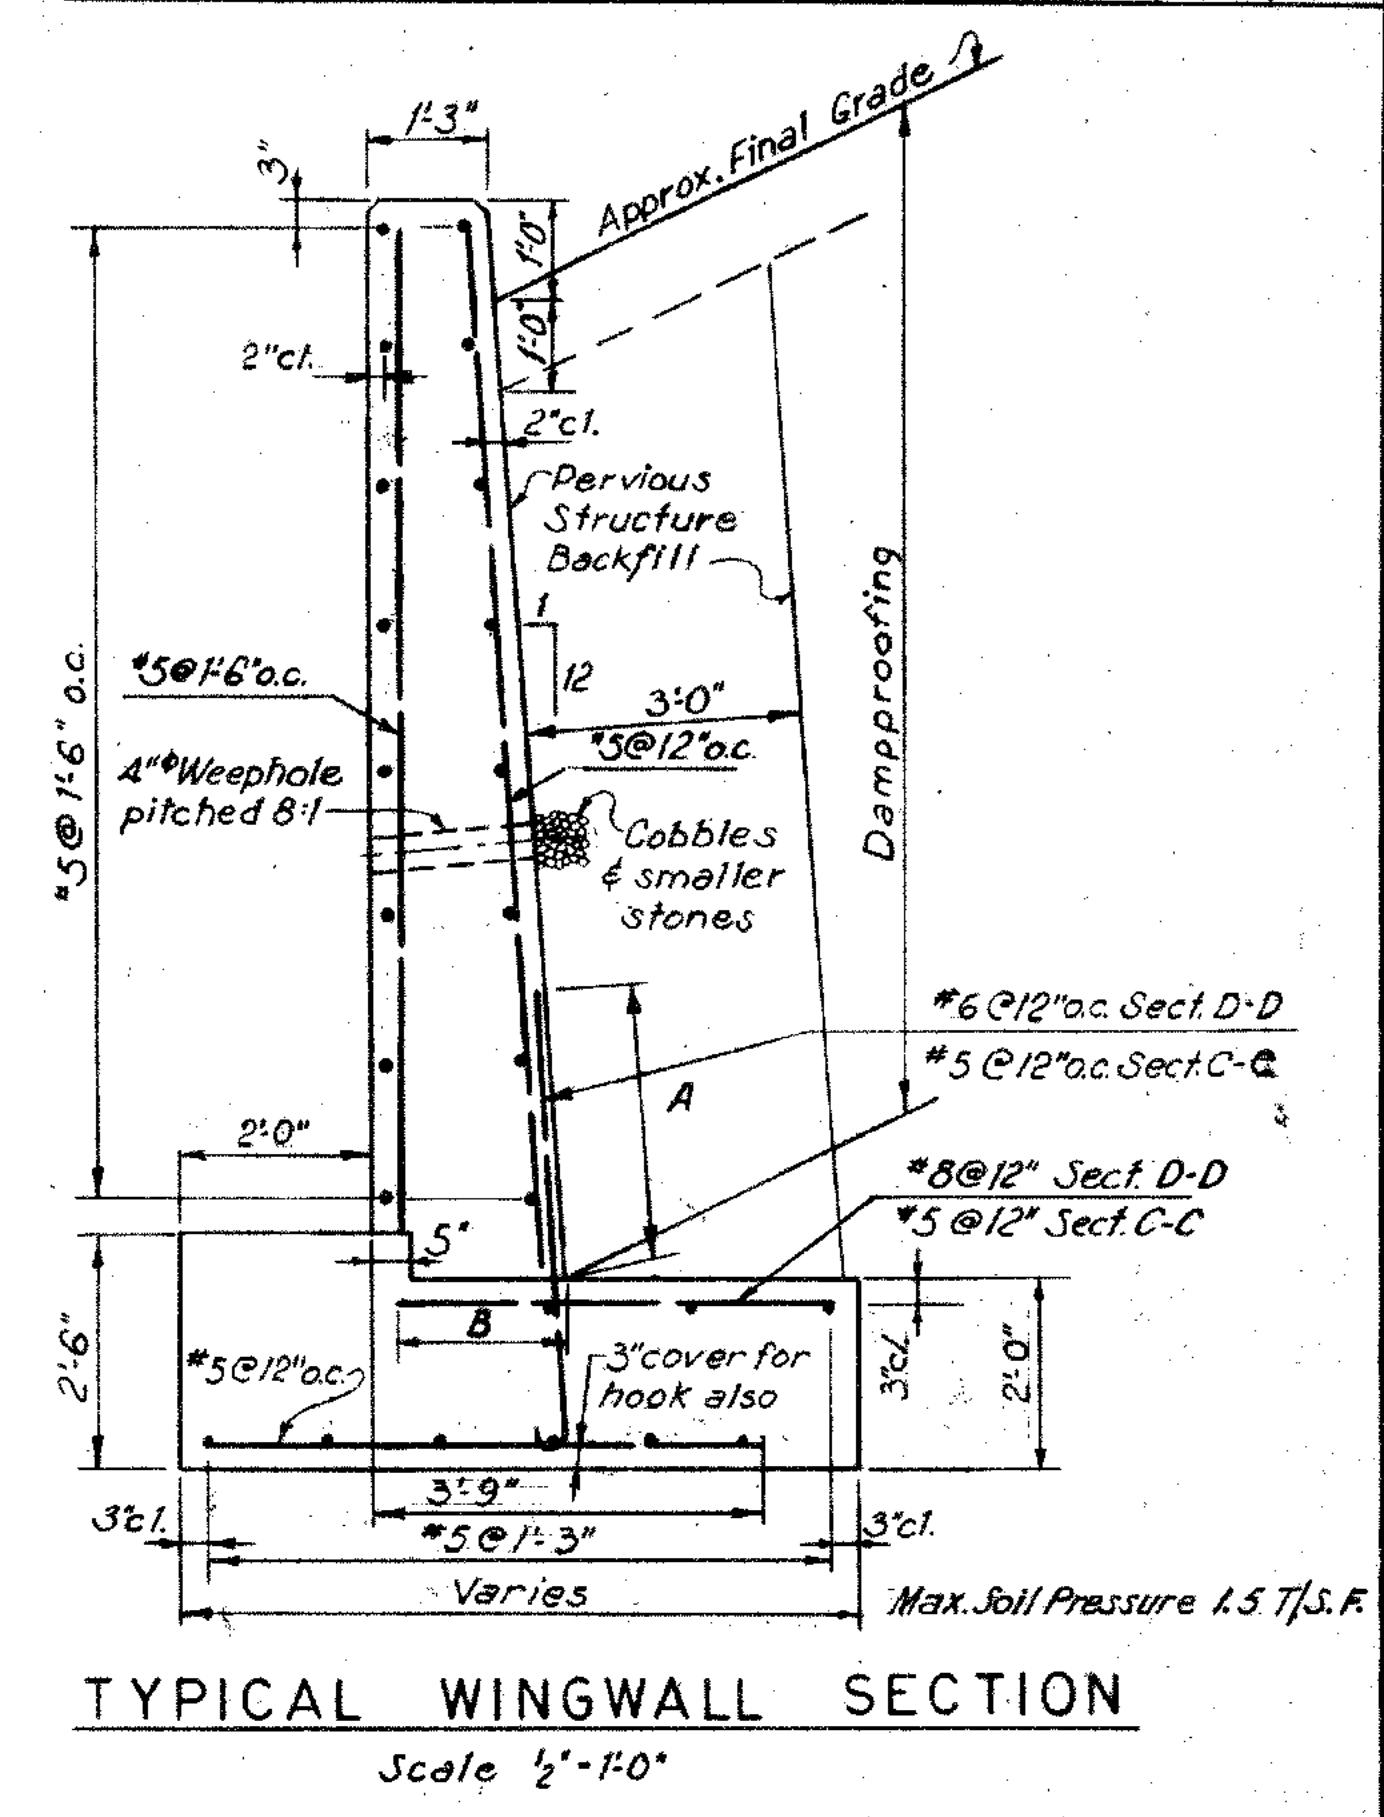 Approx. Final Grade
1'-3"
3"
1'-0"
1'-0"
2"cl.
2"cl.
Pervious
Structure
Backfill
1
12
Dampproofing
#5@1'-6"o.c.
#5@ 1'-6" o.c.
3'-0"
#5@12"o.c.
4"ϕ Weephole
pitched 8:1
Cobbles
& smaller
stones
#6 @12"o.c. Sect. D-D
#5 @12"o.c. Sect. C-C
A
2'-0"
#8@12" Sect. D-D
#5 @12" Sect. C-C
5"
B
2'-6"
#5@12"o.c.
3"cover for
hook also
3"cl.
2'-0"
3'-9"
3"cl.
#5@1'-3"
3"cl.
Varies
Max. Soil Pressure 1.5 T/S.F.
TYPICAL WINGWALL SECTION
Scale ½"-1'-0"